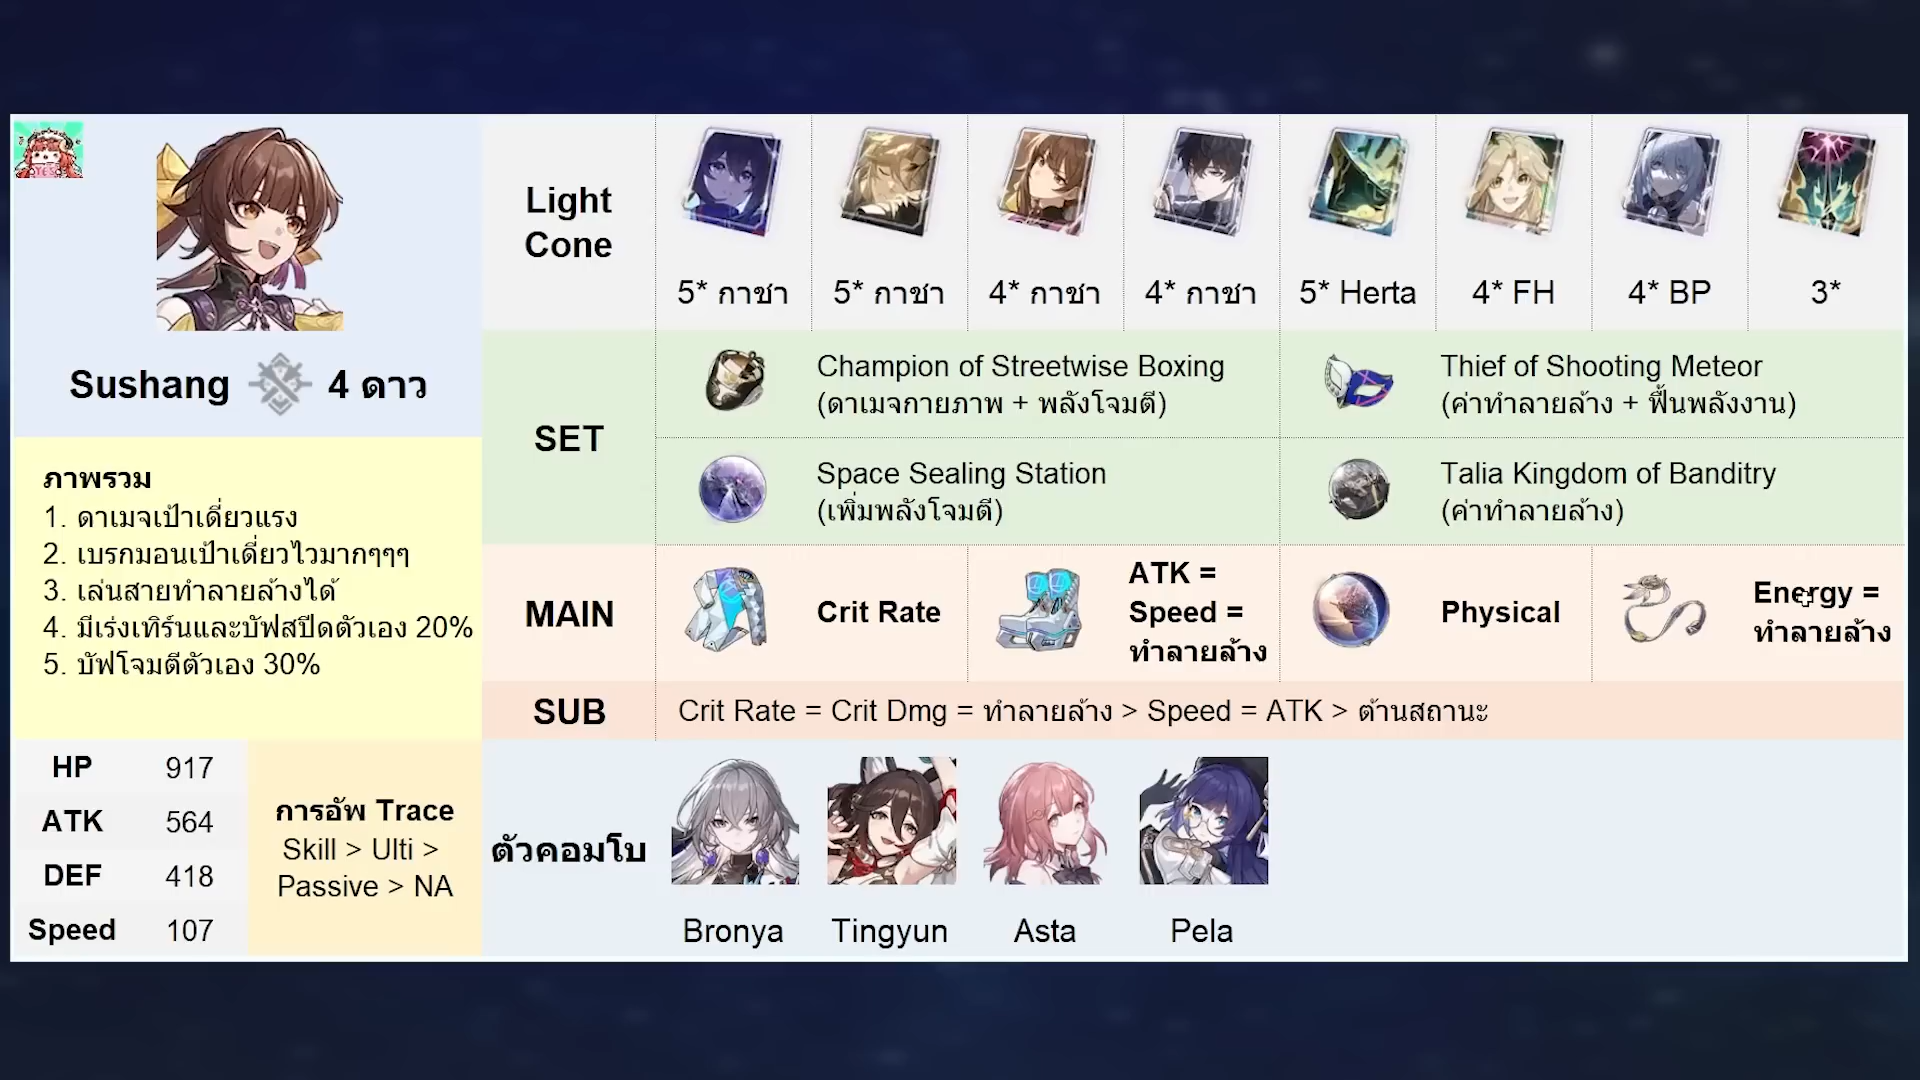 YES
Sushang 4 ดาว
ภาพรวม
1. ดาเมจเป้าเดี่ยวแรง
2. เบรกมอนเป้าเดี่ยวไวมากๆๆๆ
3. เล่นสายทำลายล้างได้
4. มีเร่งเทิร์นและบัฟสปีดตัวเอง 20%
5. บัฟโจมตีตัวเอง 30%
HP 917
ATK 564
DEF 418
Speed 107
การอัพ Trace
Skill > Ulti >
Passive > NA
Light
Cone
5* กาชา
5* กาชา
4* กาชา
4* กาชา
5* Herta
4* FH
4* BP
3*
SET
Champion of Streetwise Boxing
(ดาเมจกายภาพ + พลังโจมตี)
Thief of Shooting Meteor
(ค่าทำลายล้าง + ฟื้นพลังงาน)
Space Sealing Station
(เพิ่มพลังโจมตี)
Talia Kingdom of Banditry
(ค่าทำลายล้าง)
MAIN
Crit Rate
ATK =
Speed =
ทำลายล้าง
Physical
Energy =
ทำลายล้าง
SUB
Crit Rate = Crit Dmg = ทำลายล้าง > Speed = ATK > ต้านสถานะ
ตัวคอมโบ
Bronya
Tingyun
Asta
Pela